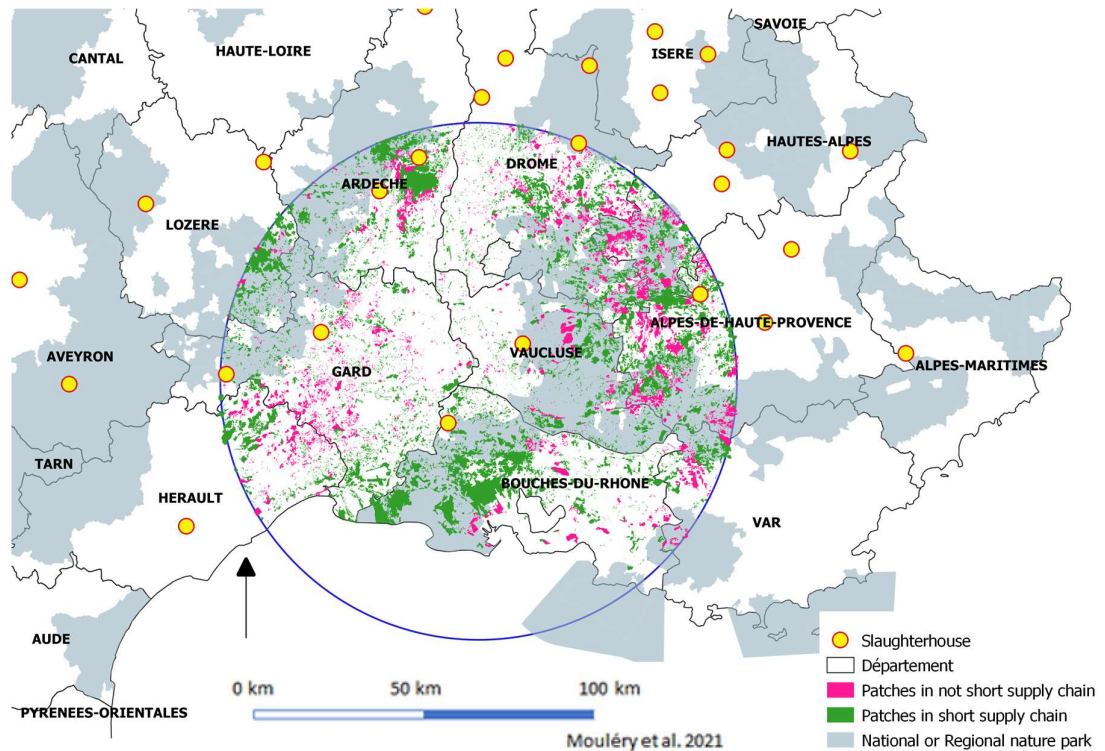 SAVOIE
HAUTE-LOIRE
ISERE
CANTAL
HAUTES-ALPES
DROME
ARDECHE
LOZERE
ALPES-DE-HAUTE-PROVENCE
VAUCLUSE
AVEYRON
ALPES-MARITIMES
GARD
TARN
BOUCHES-DU-RHONE
HERAULT
VAR
AUDE
Slaughterhouse
Département
0 km 50 km 100 km
Patches in not short supply chain
PYRENEES-ORIENTALES
Patches in short supply chain
Mouléry et al. 2021
National or Regional nature park